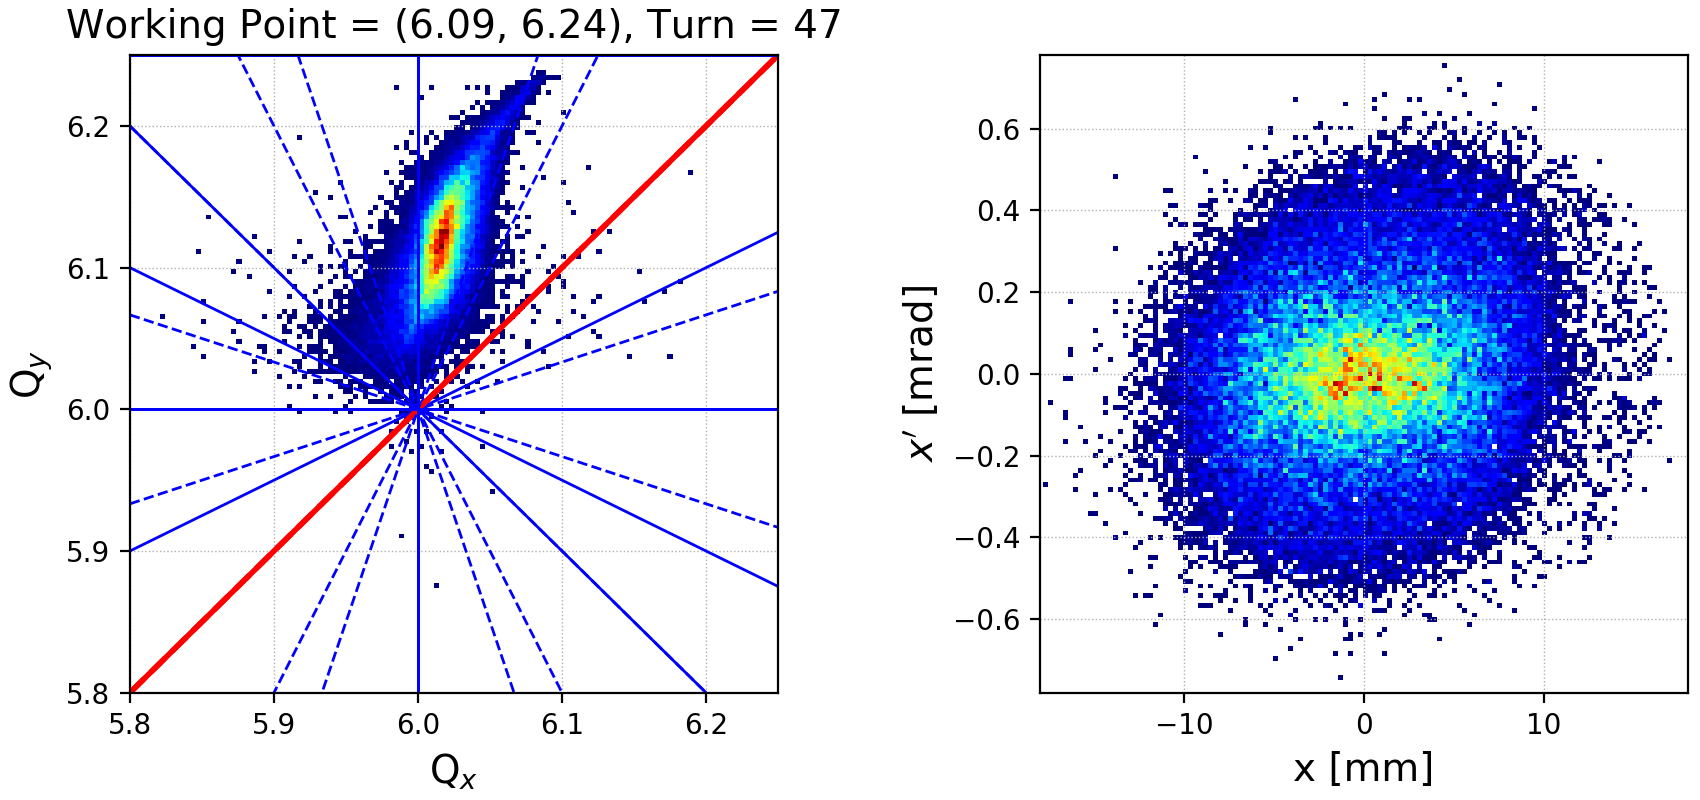 Working Point = (6.09, 6.24), Turn = 47
6.2
6.1
6.0
5.9
5.8
Q_y
5.8 5.9 6.0 6.1 6.2
Q_x
0.6
0.4
0.2
0.0
−0.2
−0.4
−0.6
x′ [mrad]
−10 0 10
x [mm]